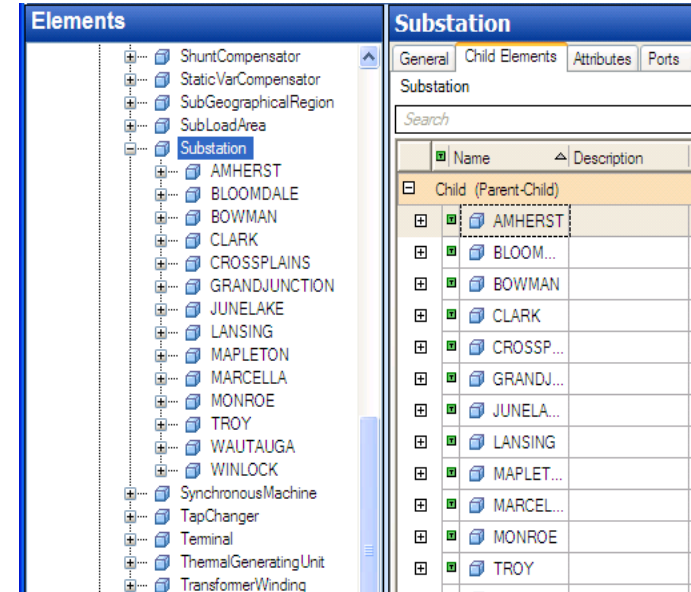 Elements
ShuntCompensator
StaticVarCompensator
SubGeographicalRegion
SubLoadArea
Substation
AMHERST
BLOOMDALE
BOWMAN
CLARK
CROSSPLAINS
GRANDJUNCTION
JUNELAKE
LANSING
MAPLETON
MARCELLA
MONROE
TROY
WAUTAUGA
WINLOCK
SynchronousMachine
TapChanger
Terminal
ThermalGeneratingUnit
TransformerWinding
Substation
General Child Elements Attributes Ports
Substation
Search
Name Description
Child (Parent-Child)
AMHERST
BLOOM...
BOWMAN
CLARK
CROSSP...
GRANDJ...
JUNELA...
LANSING
MAPLET...
MARCEL...
MONROE
TROY